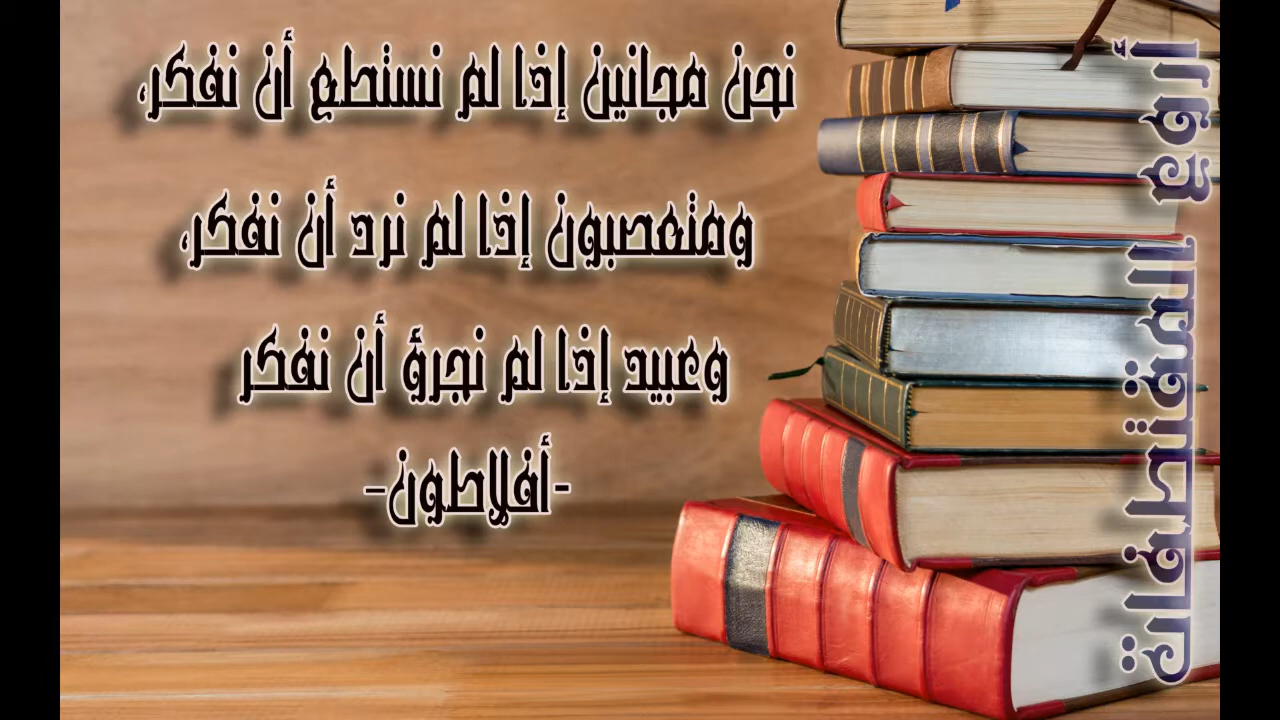 نحن مجانين إذا لم نستطع أن نفكر،
ومتعصبون إذا لم نرد أن نفكر،
وعبيد إذا لم نجرؤ أن نفكر
-أفلاطون-
أروع المقتطفات